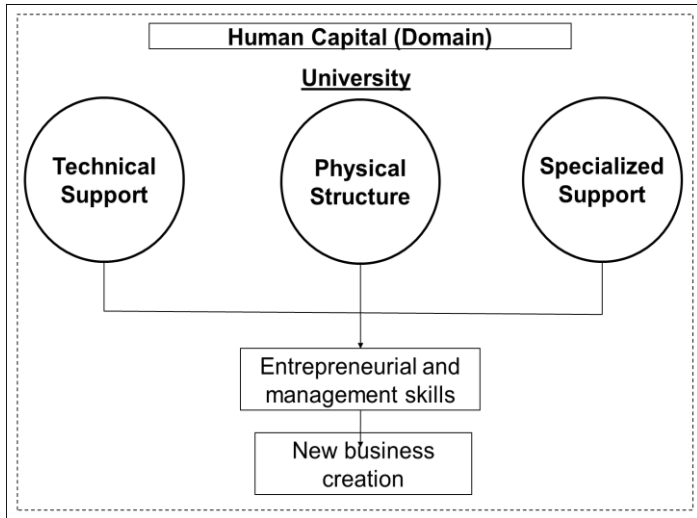 Human Capital (Domain)
University
Technical
Support
Physical
Structure
Specialized
Support
Entrepreneurial and
management skills
New business
creation